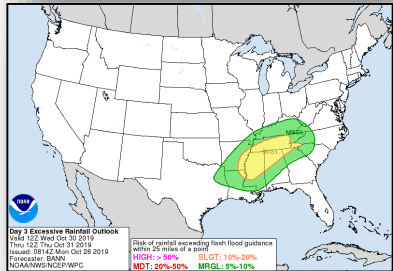 MRGL
SLGT
noaa
Day 3 Excessive Rainfall Outlook
Valid 12Z Wed Oct 30 2019
Thru 12Z Thu Oct 31 2019
Issued: 0814Z Mon Oct 28 2019
Forecaster: BANN
NOAA/NWS/NCEP/WPC
Risk of rainfall exceeding flash flood guidance
within 25 miles of a point
HIGH: > 50% SLGT: 10%-20%
MDT: 20%-50% MRGL: 5%-10%